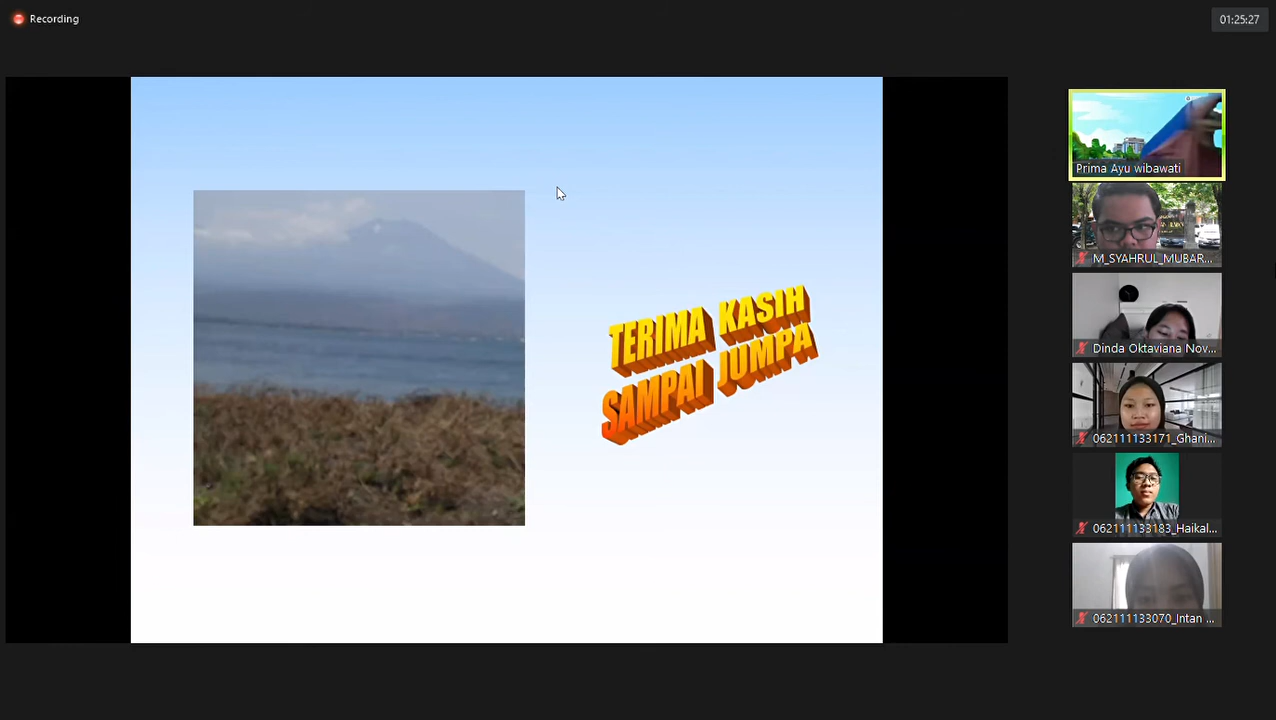 Recording
01:25:27
TERIMA KASIH
SAMPAI JUMPA
Prima Ayu wibawati
M_SYAHRUL_MUBAR...
Dinda Oktaviana Nov...
062111133171_Ghani...
062111133183_Haikal...
062111133070_Intan ...